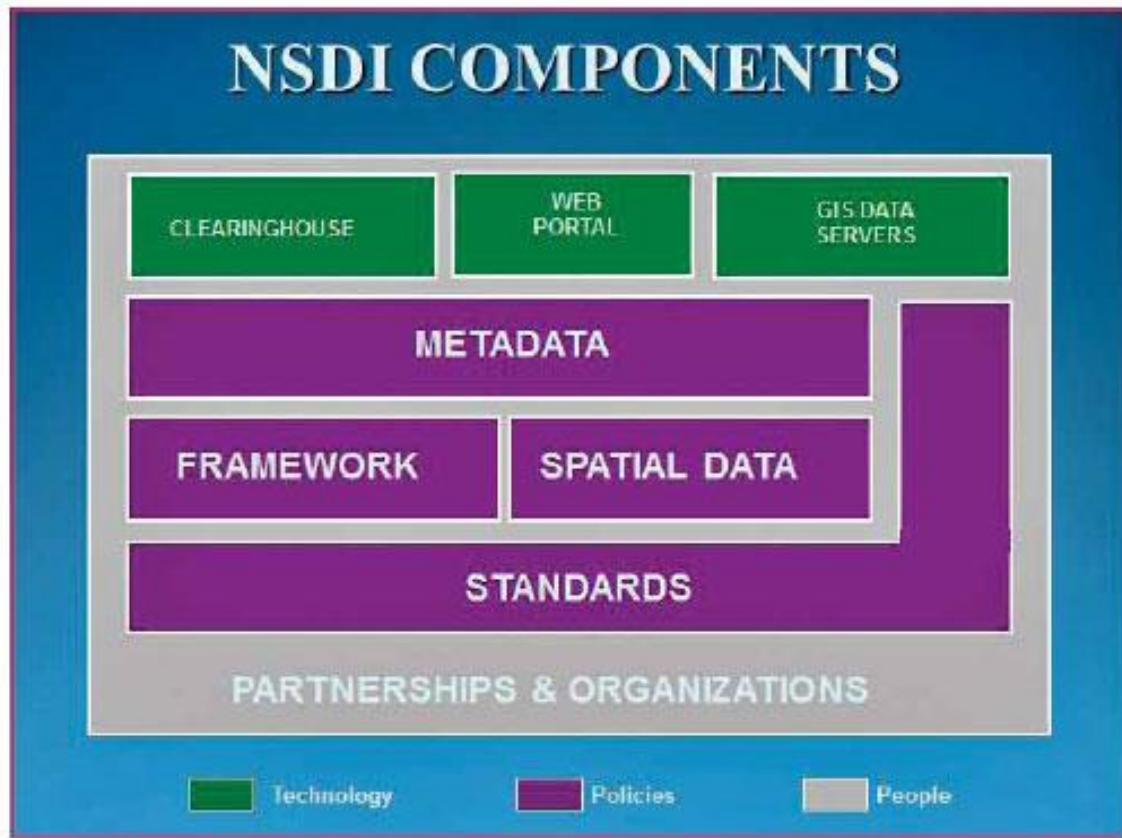 NSDI COMPONENTS
CLEARINGHOUSE
WEB
PORTAL
GIS DATA
SERVERS
METADATA
FRAMEWORK
SPATIAL DATA
STANDARDS
PARTNERSHIPS & ORGANIZATIONS
Technology
Policies
People